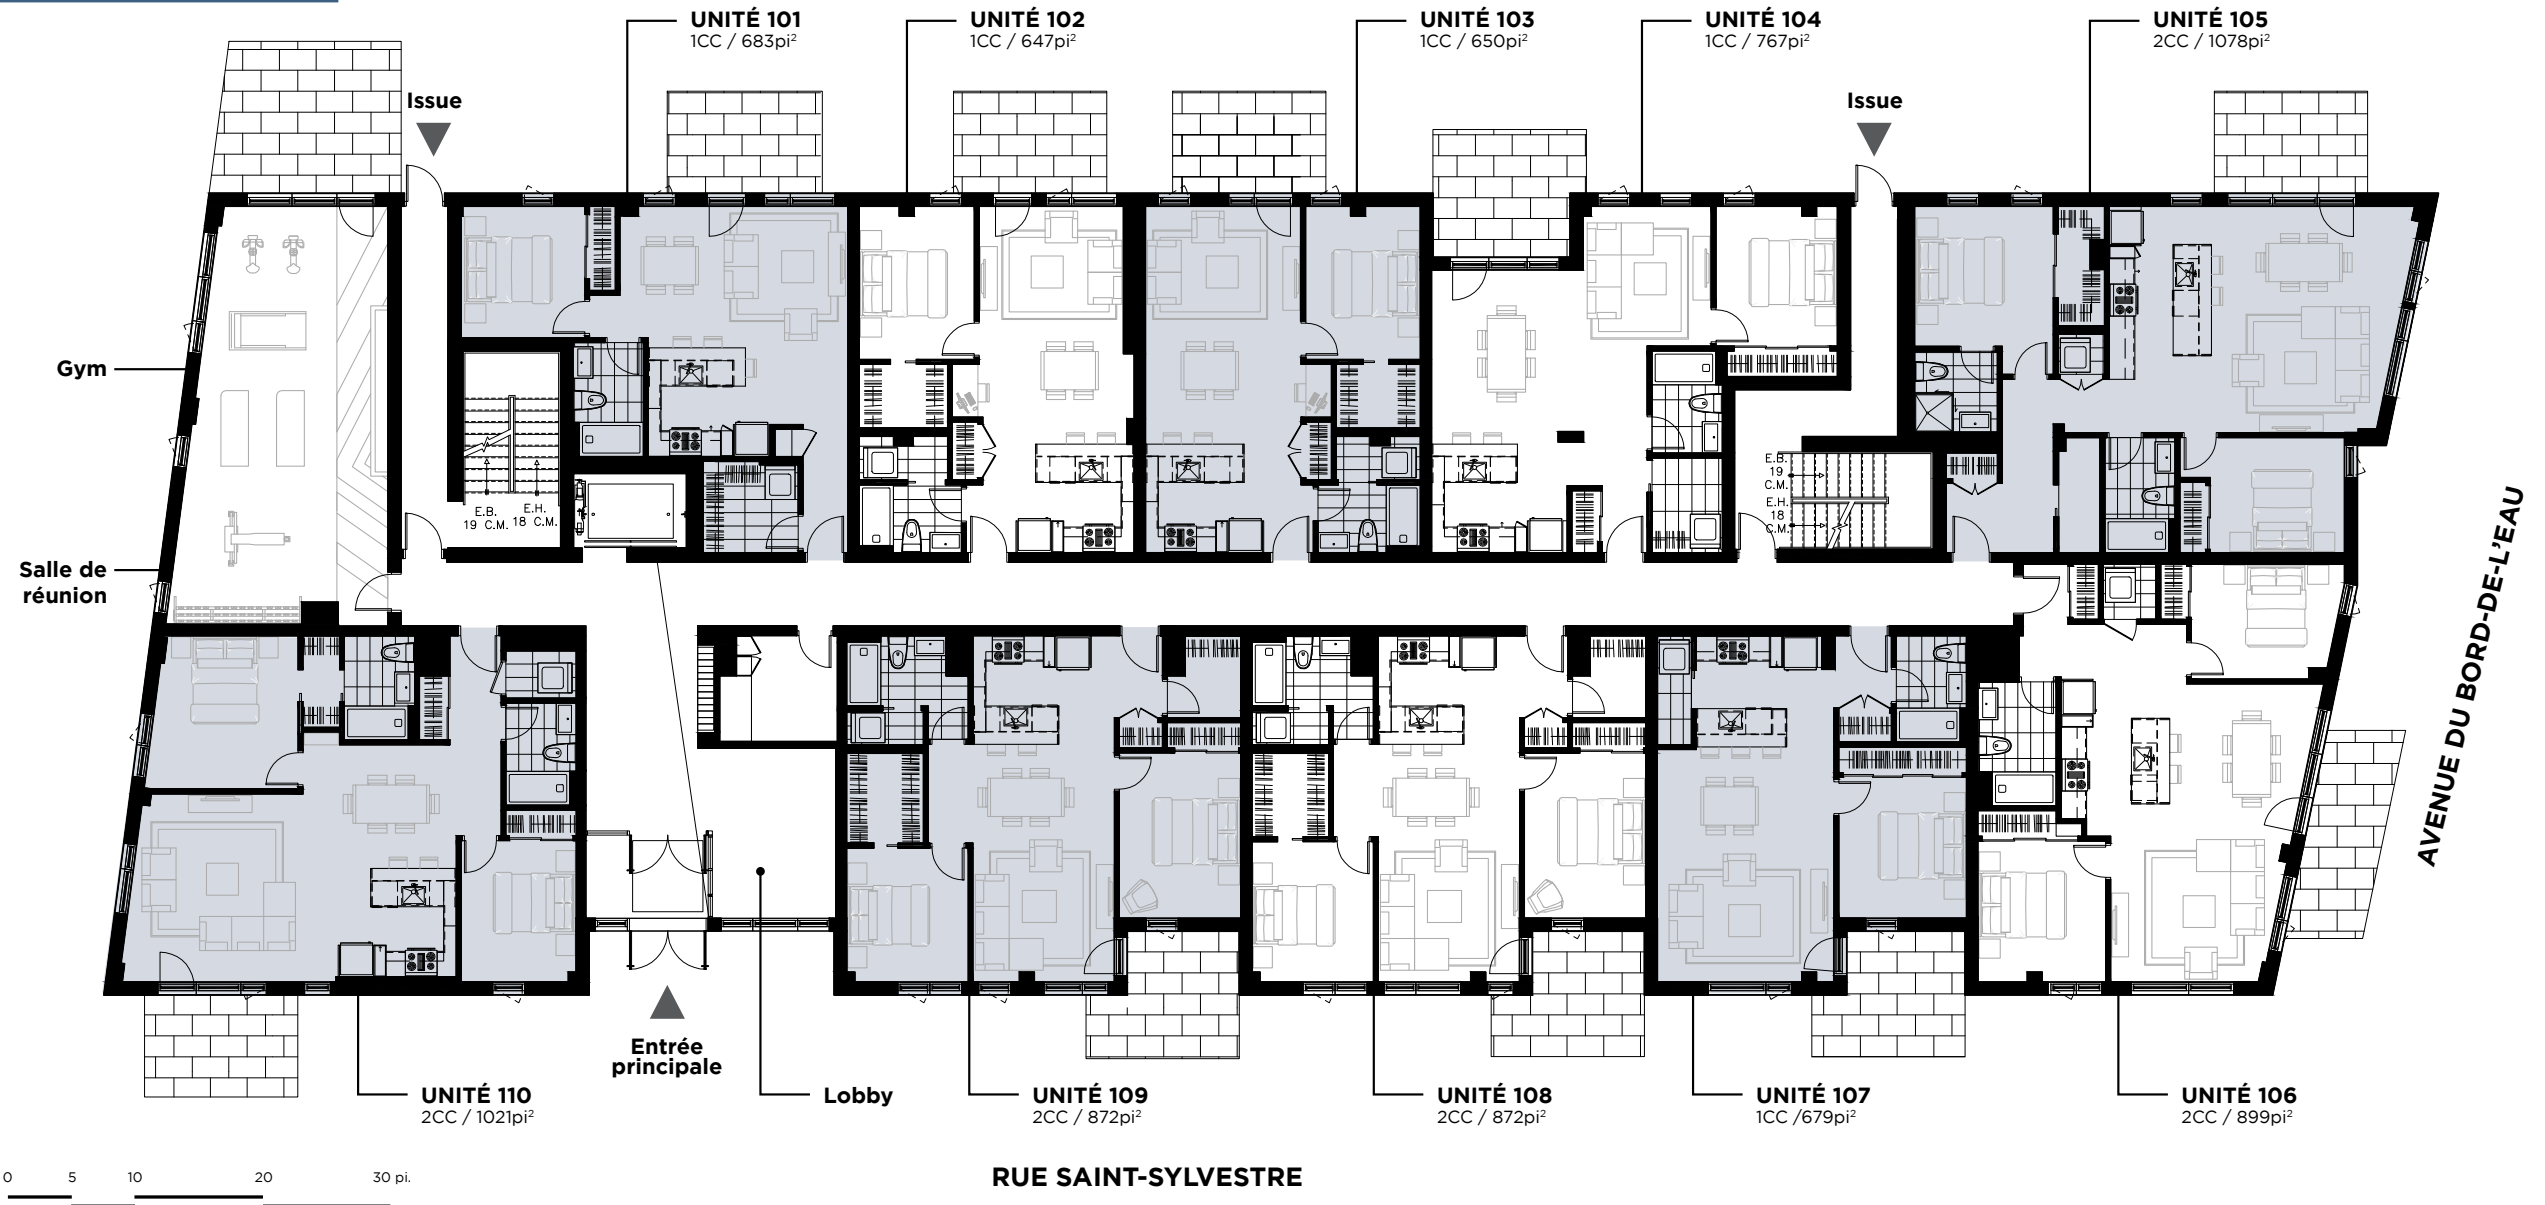 UNITÉ 101
1CC / 683pi²
UNITÉ 102
1CC / 647pi²
UNITÉ 103
1CC / 650pi²
UNITÉ 104
1CC / 767pi²
UNITÉ 105
2CC / 1078pi²
Issue
Issue
Gym
Salle de
réunion
E.B.
19 C.M.
E.H.
18 C.M.
E.B.
19
C.M.
E.H.
18
C.M.
AVENUE DU BORD-DE-L'EAU
Entrée
principale
Lobby
UNITÉ 110
2CC / 1021pi²
UNITÉ 109
2CC / 872pi²
UNITÉ 108
2CC / 872pi²
UNITÉ 107
1CC /679pi²
UNITÉ 106
2CC / 899pi²
0 5 10 20 30 pi.
RUE SAINT-SYLVESTRE